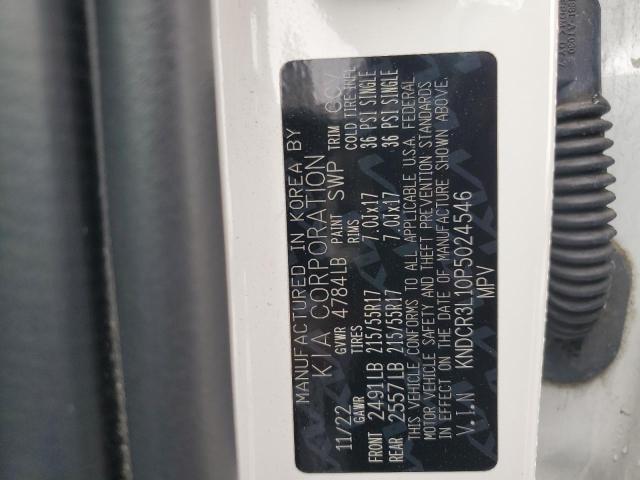 MANUFACTURED IN KOREA BY
KIA CORPORATION
11/22 GVWR 4784LB PAINT SWP TRIM CCV
GAWR TIRES RIMS COLD TIRE INFL
FRONT 2491LB 215/55R17 7.0Jx17 36 PSI SINGLE
REAR 2557LB 215/55R17 7.0Jx17 36 PSI SINGLE
THIS VEHICLE CONFORMS TO ALL APPLICABLE U.S.A. FEDERAL
MOTOR VEHICLE SAFETY AND THEFT PREVENTION STANDARDS
IN EFFECT ON THE DATE OF MANUFACTURE SHOWN ABOVE.
V.I.N KNDCR3L10P5024546
MPV